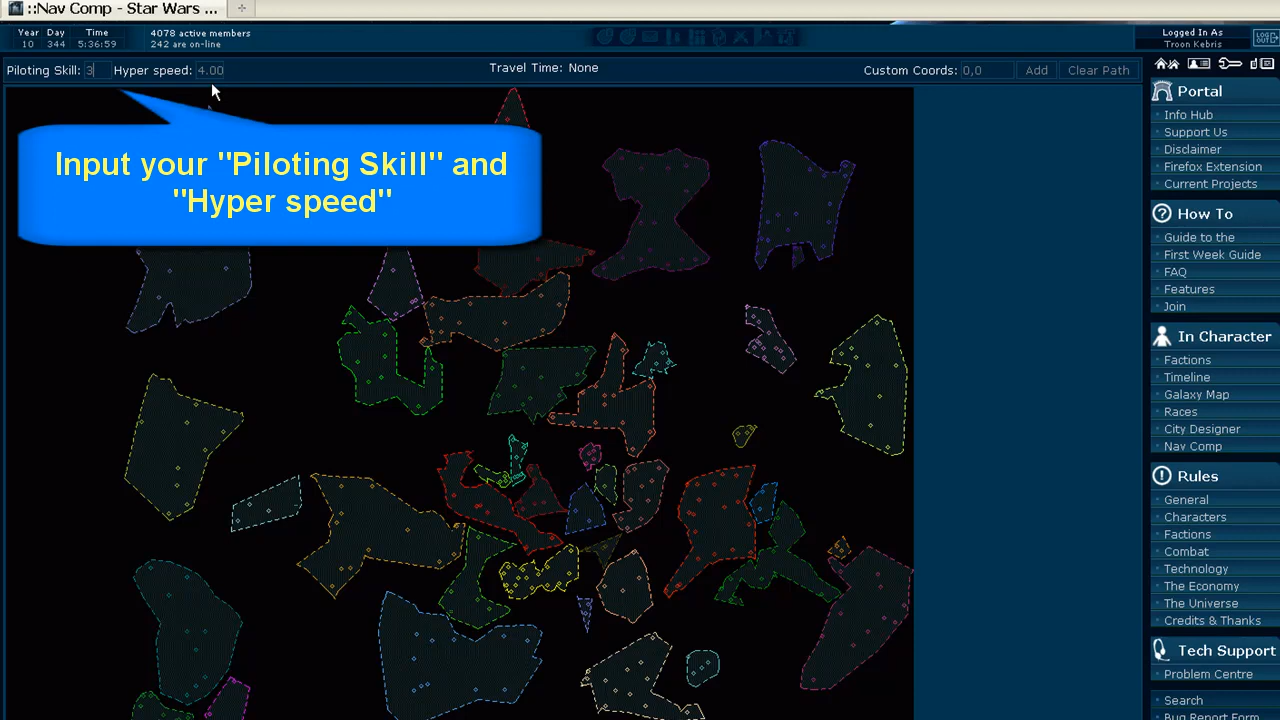 ::Nav Comp - Star Wars ...
Year Day Time
10 344 5:36:59
4078 active members
242 are on-line
Logged In As
Troon Kebris
LOG OUT
Piloting Skill: 3 Hyper speed: 4.00
Travel Time: None
Custom Coords: 0,0 Add Clear Path
Input your "Piloting Skill" and
"Hyper speed"
Portal
Info Hub
Support Us
Disclaimer
Firefox Extension
Current Projects
How To
Guide to the
First Week Guide
FAQ
Features
Join
In Character
Factions
Timeline
Galaxy Map
Races
City Designer
Nav Comp
Rules
General
Characters
Factions
Combat
Technology
The Economy
The Universe
Credits & Thanks
Tech Support
Problem Centre
Search
Bug Report Form